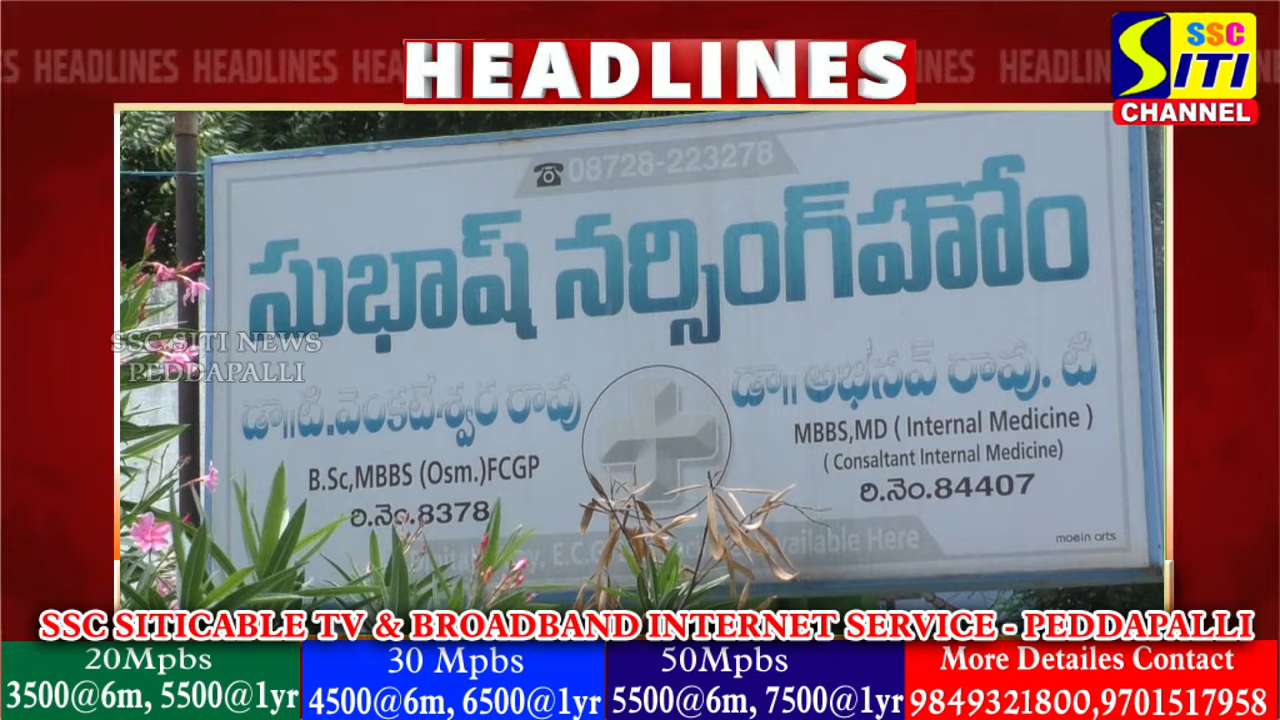 HEADLINES HEADLINES
HEADLINES
SSC
SITI
CHANNEL
☎08728-223278
సుభాష్ నర్సింగ్‌హోం
SSC SITI NEWS
PEDDAPALLI
డా||టి.వెంకటేశ్వర రావు
B.Sc,MBBS (Osm.)FCGP
రి.నెం.8378
డా|| అభినవ్ రావు. టి
MBBS,MD ( Internal Medicine )
( Consaltant Internal Medicine)
రి.నెం.84407
E.C.G. Available Here
moein arts
SSC SITICABLE TV & BROADBAND INTERNET SERVICE - PEDDAPALLI
20Mpbs
3500@6m, 5500@1yr
30 Mpbs
4500@6m, 6500@1yr
50Mpbs
5500@6m, 7500@1yr
More Detailes Contact
9849321800,9701517958